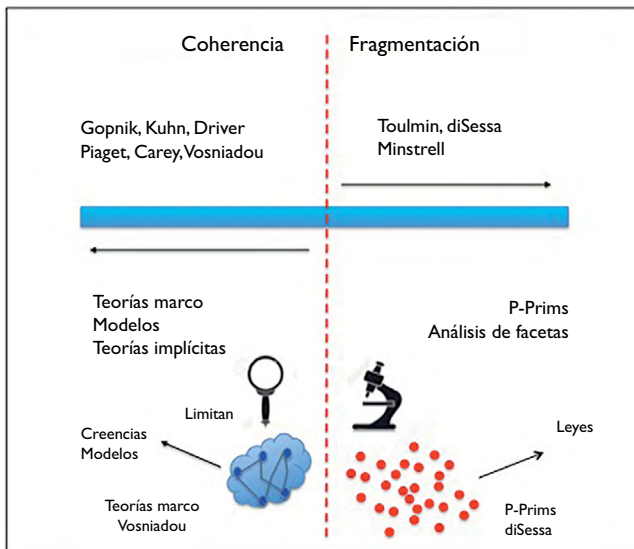 Coherencia
Fragmentación
Gopnik, Kuhn, Driver
Piaget, Carey, Vosniadou
Toulmin, diSessa
Minstrell
Teorías marco
Modelos
Teorías implícitas
P-Prims
Análisis de facetas
Limitan
Creencias
Modelos
Leyes
Teorías marco
Vosniadou
P-Prims
diSessa